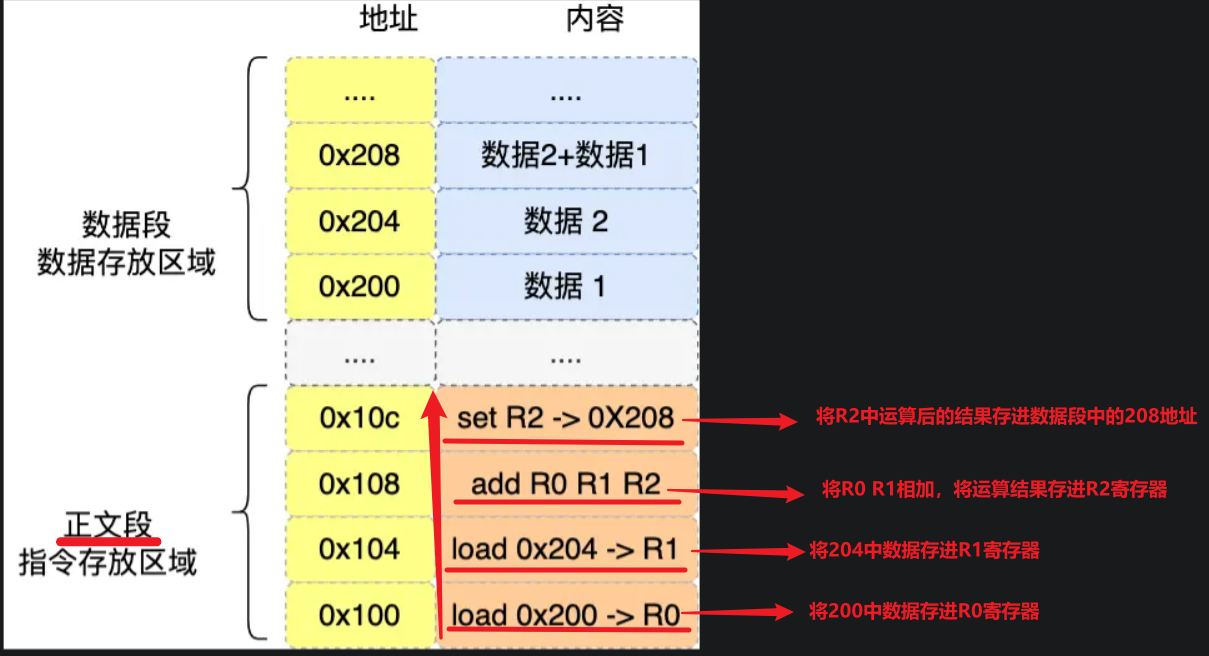 地址 内容
.... ....
0x208 数据2+数据1
0x204 数据 2
0x200 数据 1
数据段
数据存放区域
.... ....
0x10c set R2 -> 0X208 将R2中运算后的结果存进数据段中的208地址
0x108 add R0 R1 R2 将R0 R1相加，将运算结果存进R2寄存器
0x104 load 0x204 -> R1 将204中数据存进R1寄存器
0x100 load 0x200 -> R0 将200中数据存进R0寄存器
正文段
指令存放区域